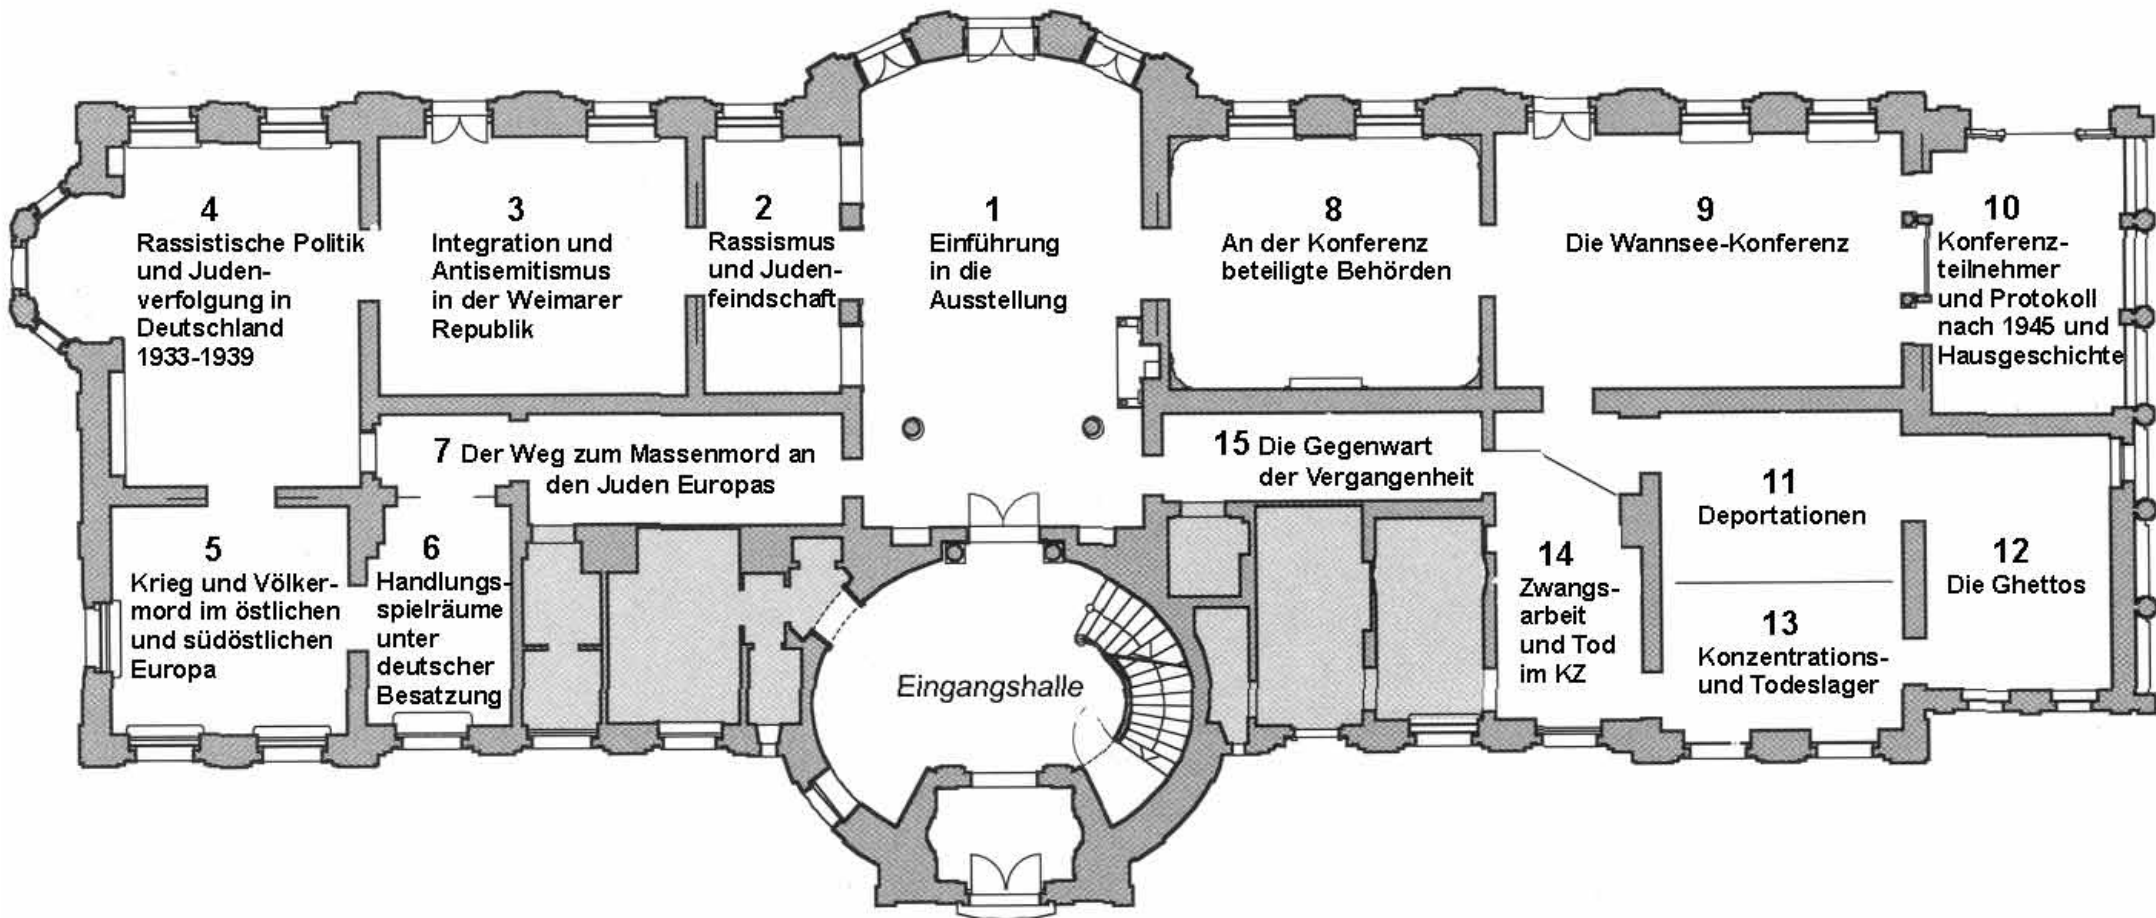 4
Rassistische Politik
und Juden-
verfolgung in
Deutschland
1933-1939
3
Integration und
Antisemitismus
in der Weimarer
Republik
2
Rassismus
und Juden-
feindschaft
1
Einführung
in die
Ausstellung
8
An der Konferenz
beteiligte Behörden
9
Die Wannsee-Konferenz
10
Konferenz-
teilnehmer
und Protokoll
nach 1945 und
Hausgeschichte
7 Der Weg zum Massenmord an
den Juden Europas
15 Die Gegenwart
der Vergangenheit
11
Deportationen
5
Krieg und Völker-
mord im östlichen
und südöstlichen
Europa
6
Handlungs-
spielräume
unter
deutscher
Besatzung
Eingangshalle
14
Zwangs-
arbeit
und Tod
im KZ
13
Konzentrations-
und Todeslager
12
Die Ghettos